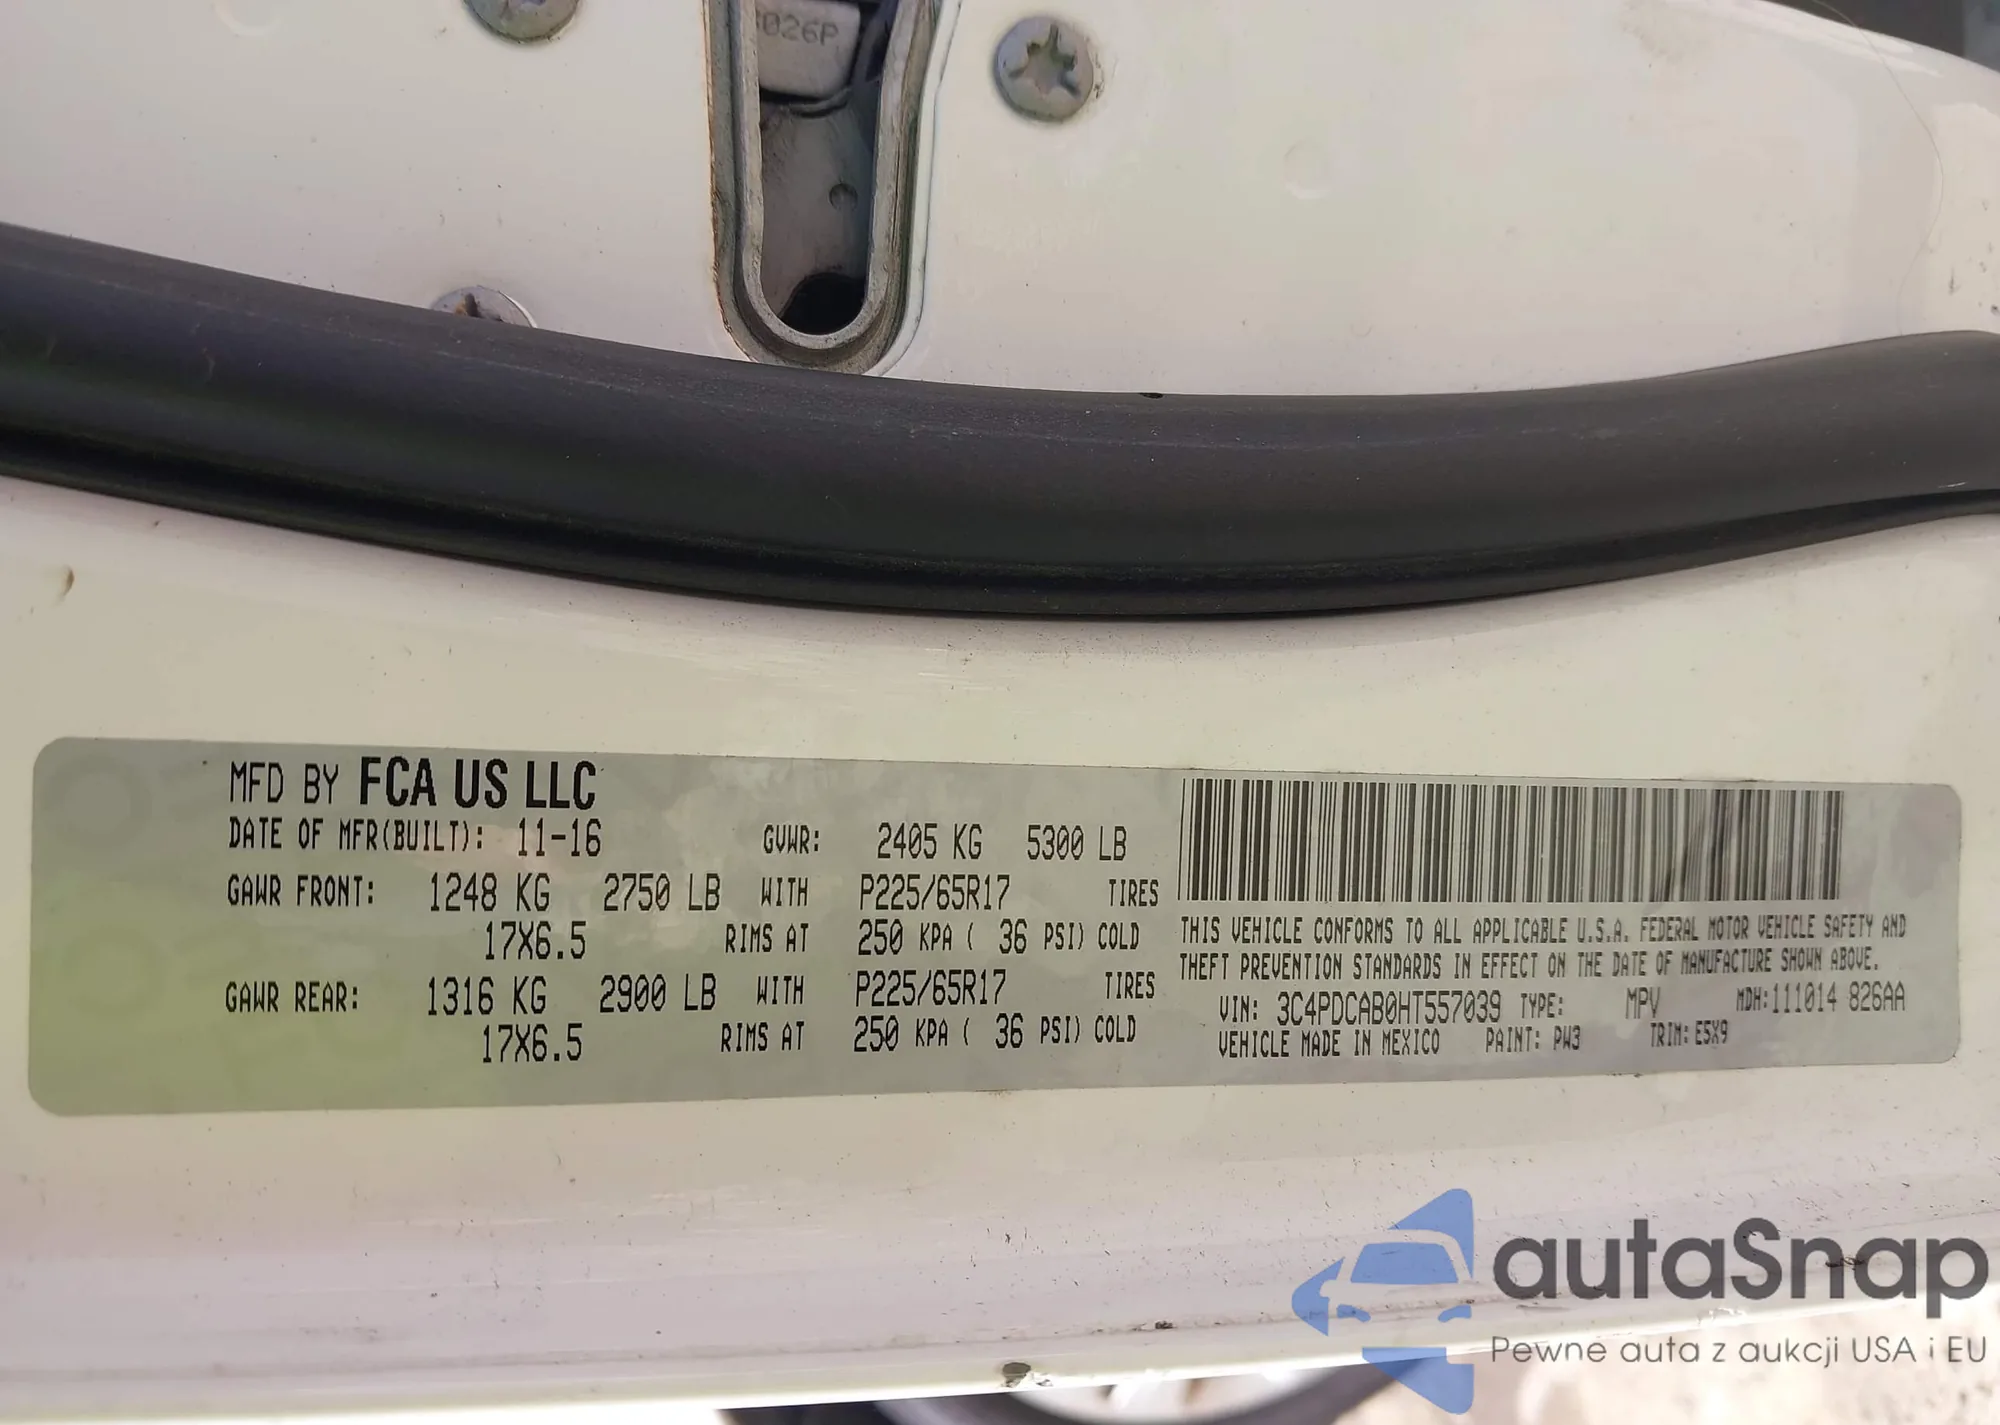 026P
MFD BY FCA US LLC
DATE OF MFR(BUILT): 11-16 GVWR: 2405 KG 5300 LB
GAWR FRONT: 1248 KG 2750 LB WITH P225/65R17 TIRES
17X6.5 RIMS AT 250 KPA ( 36 PSI) COLD
GAWR REAR: 1316 KG 2900 LB WITH P225/65R17 TIRES
17X6.5 RIMS AT 250 KPA ( 36 PSI) COLD
THIS VEHICLE CONFORMS TO ALL APPLICABLE U.S.A. FEDERAL MOTOR VEHICLE SAFETY AND
THEFT PREVENTION STANDARDS IN EFFECT ON THE DATE OF MANUFACTURE SHOWN ABOVE.
VIN: 3C4PDCAB0HT557039 TYPE: MPV MDH:111014 826AA
VEHICLE MADE IN MEXICO PAINT: PW3 TRIM: E5X9
autaSnap
Pewne auta z aukcji USA i EU